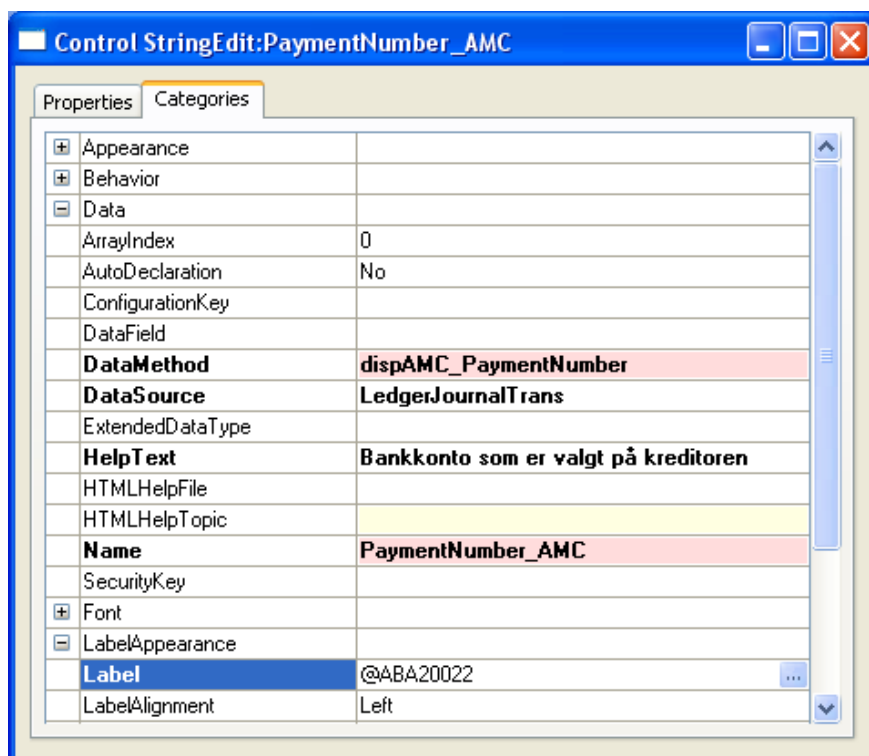 Control StringEdit:PaymentNumber_AMC
Properties Categories
Appearance
Behavior
Data
ArrayIndex 0
AutoDeclaration No
ConfigurationKey
DataField
DataMethod dispAMC_PaymentNumber
DataSource LedgerJournalTrans
ExtendedDataType
HelpText Bankkonto som er valgt på kreditoren
HTMLHelpFile
HTMLHelpTopic
Name PaymentNumber_AMC
SecurityKey
Font
LabelAppearance
Label @ABA20022 ...
LabelAlignment Left